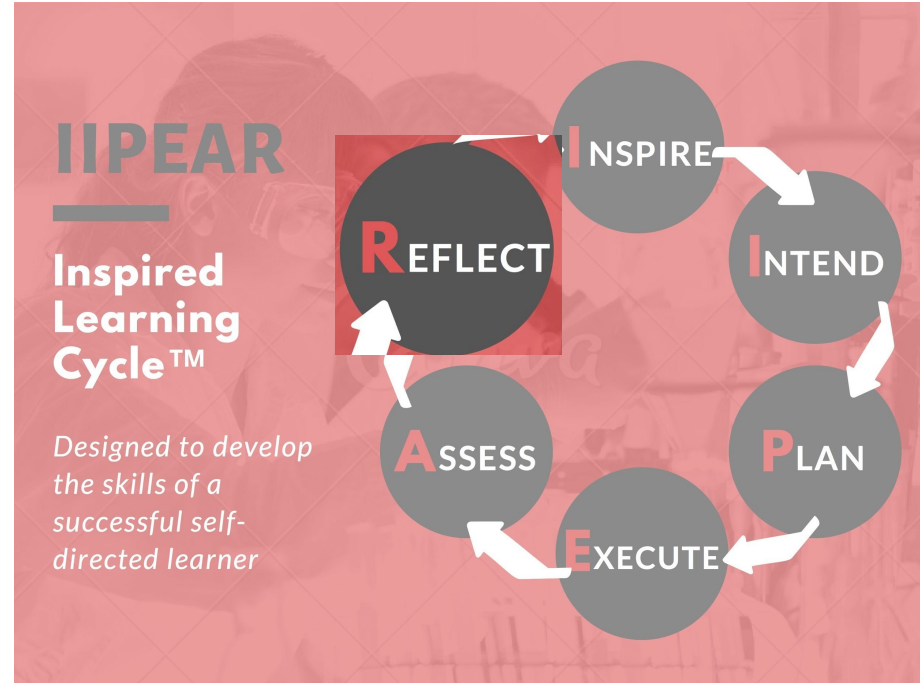 IIPEAR
Inspired
Learning
Cycle™
Designed to develop
the skills of a
successful self-
directed learner
INSPIRE
INTEND
PLAN
EXECUTE
ASSESS
REFLECT